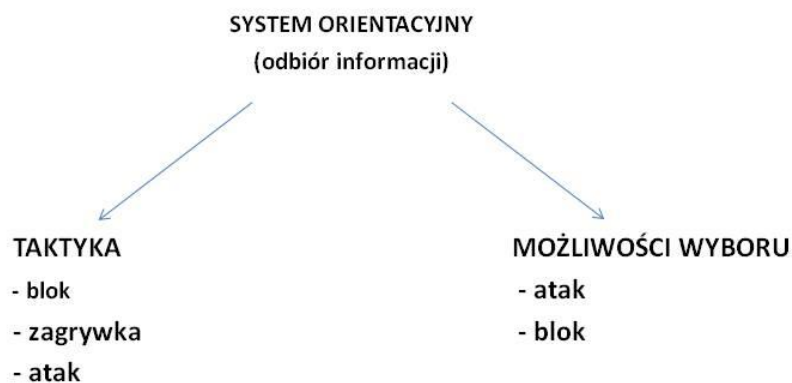 SYSTEM ORIENTACYJNY
(odbiór informacji)
TAKTYKA
- blok
- zagrywka
- atak
MOŻLIWOŚCI WYBORU
- atak
- blok